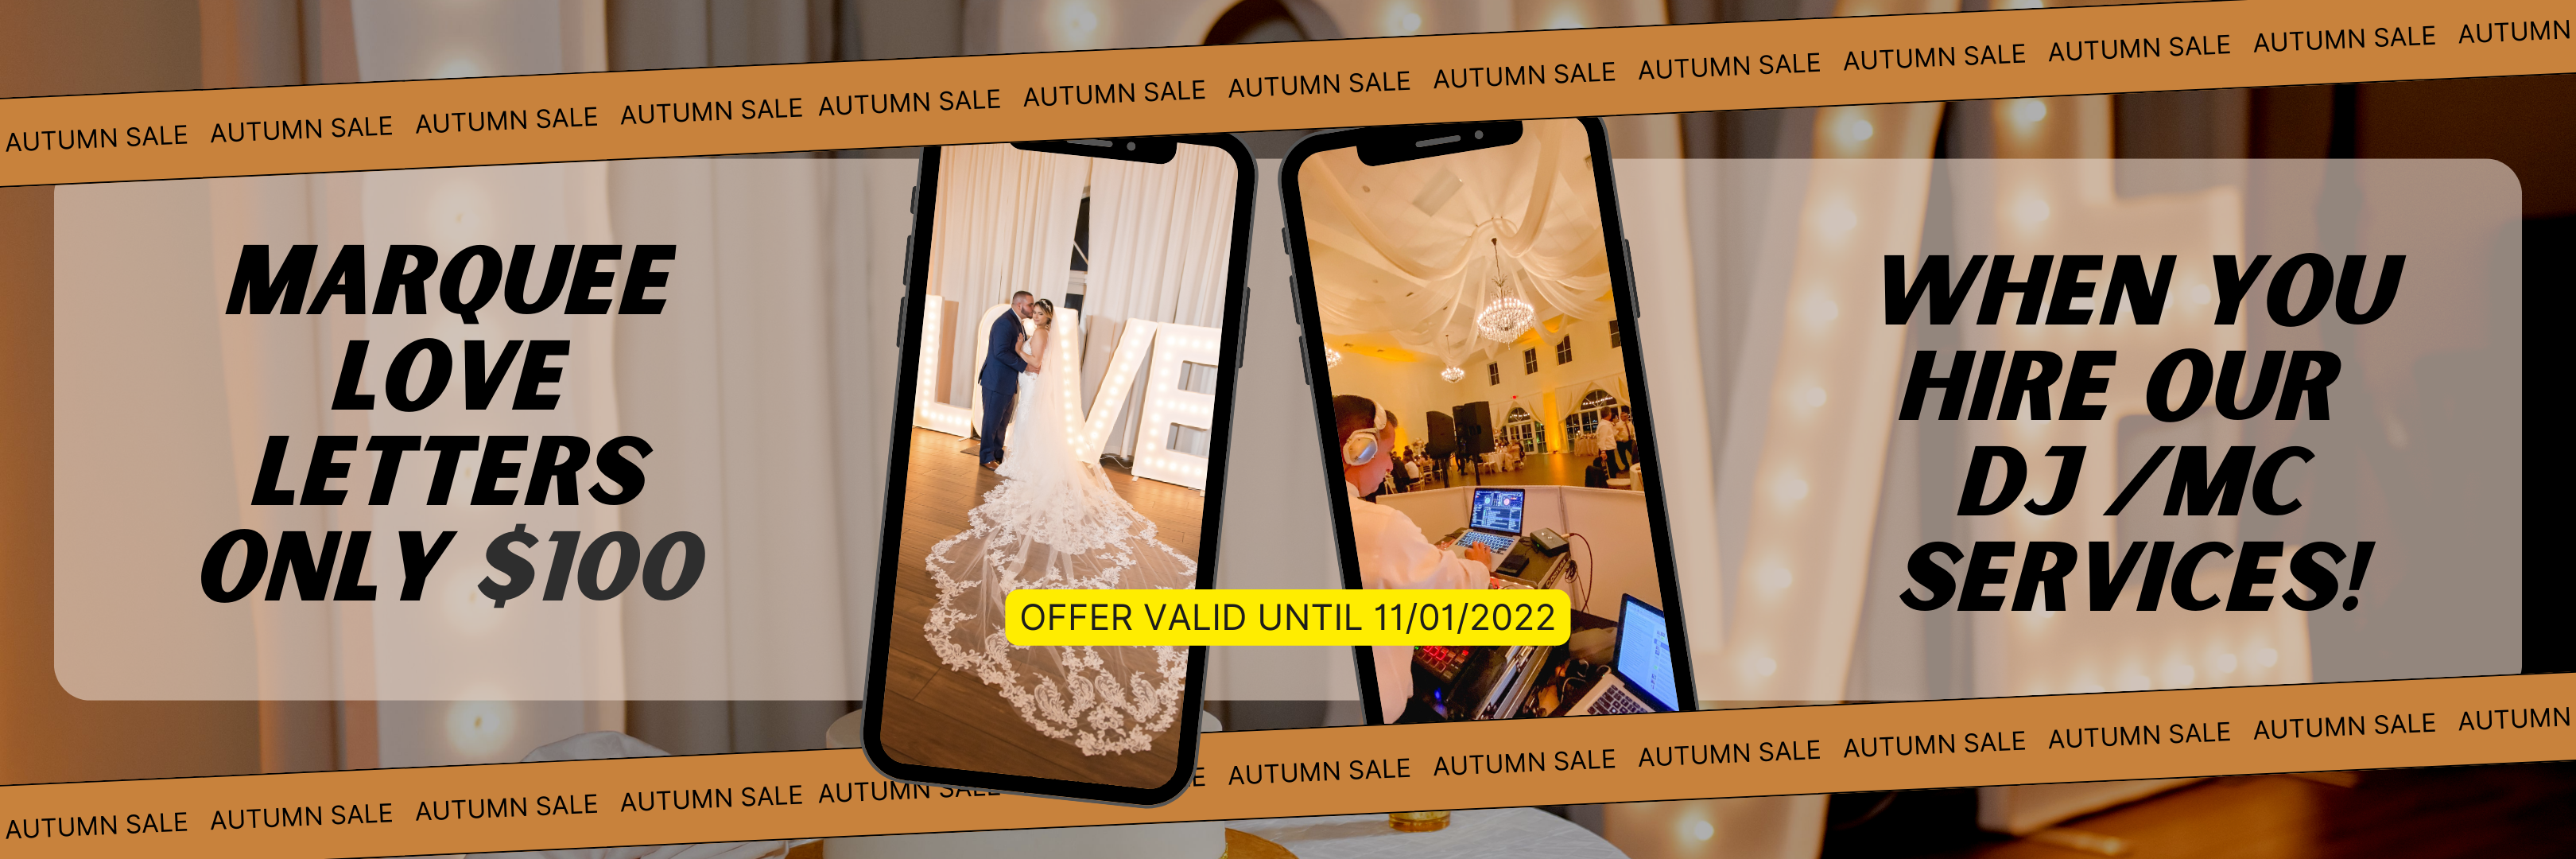 AUTUMN SALE AUTUMN SALE AUTUMN SALE AUTUMN SALE AUTUMN SALE AUTUMN SALE AUTUMN SALE AUTUMN SALE AUTUMN SALE AUTUMN SALE AUTUMN SALE AUTUMN SALE AUTUMN
MARQUEE
LOVE
LETTERS
ONLY $100
LOVE
WHEN YOU
HIRE OUR
DJ /MC
SERVICES!
OFFER VALID UNTIL 11/01/2022
AUTUMN SALE AUTUMN SALE AUTUMN SALE AUTUMN SALE AUTUMN SALE AUTUMN SALE AUTUMN SALE AUTUMN SALE AUTUMN SALE AUTUMN SALE AUTUMN SALE AUTUMN